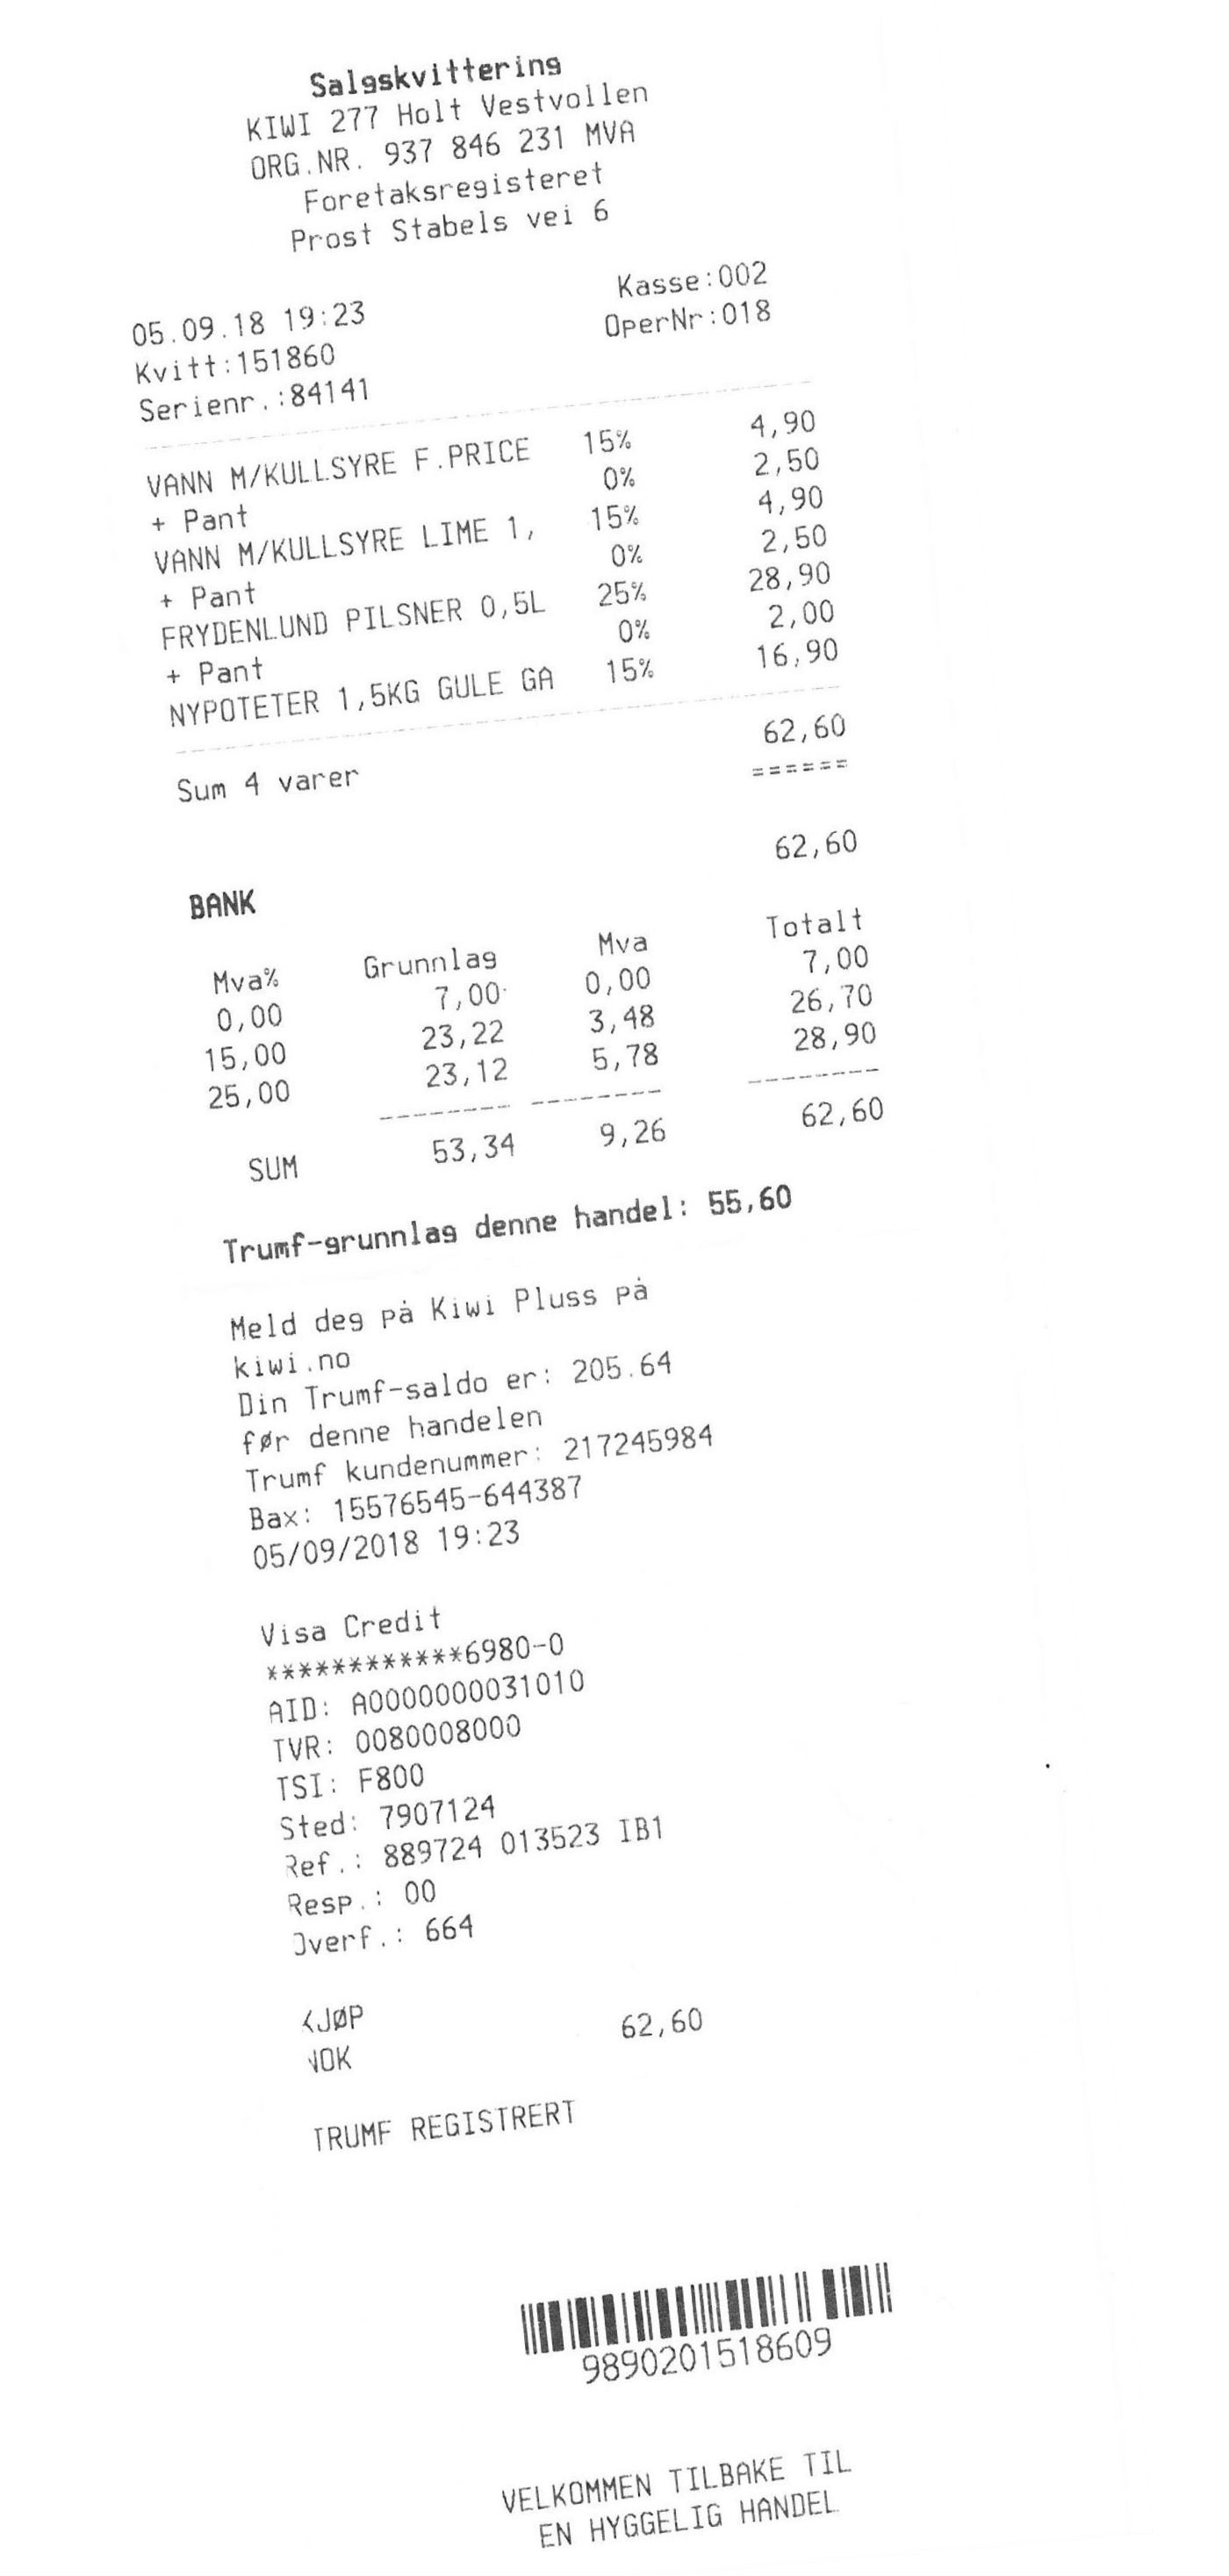 Salgskvittering
KIWI 277 Holt Vestvollen
ORG.NR. 937 846 231 MVA
Foretaksregisteret
Prost Stabels vei 6
05.09.18 19:23 Kasse:002
Kvitt:151860 OperNr:018
Serienr.:84141
VANN M/KULLSYRE F.PRICE 15% 4,90
+ Pant 0% 2,50
VANN M/KULLSYRE LIME 1, 15% 4,90
+ Pant 0% 2,50
FRYDENLUND PILSNER 0,5L 25% 28,90
+ Pant 0% 2,00
NYPOTETER 1,5KG GULE GA 15% 16,90
Sum 4 varer 62,60
======
BANK 62,60
Mva% Grunnlag Mva Totalt
0,00 7,00 0,00 7,00
15,00 23,22 3,48 26,70
25,00 23,12 5,78 28,90
SUM 53,34 9,26 62,60
Trumf-grunnlag denne handel: 55,60
Meld deg på Kiwi Pluss på
kiwi.no
Din Trumf-saldo er: 205.64
før denne handelen
Trumf kundenummer: 217245984
Bax: 15576545-644387
05/09/2018 19:23
Visa Credit
************6980-0
AID: A0000000031010
TVR: 0080008000
TSI: F800
Sted: 7907124
Ref.: 889724 013523 IB1
Resp.: 00
Overf.: 664
KJØP
NOK 62,60
TRUMF REGISTRERT
9890201518609
VELKOMMEN TILBAKE TIL
EN HYGGELIG HANDEL